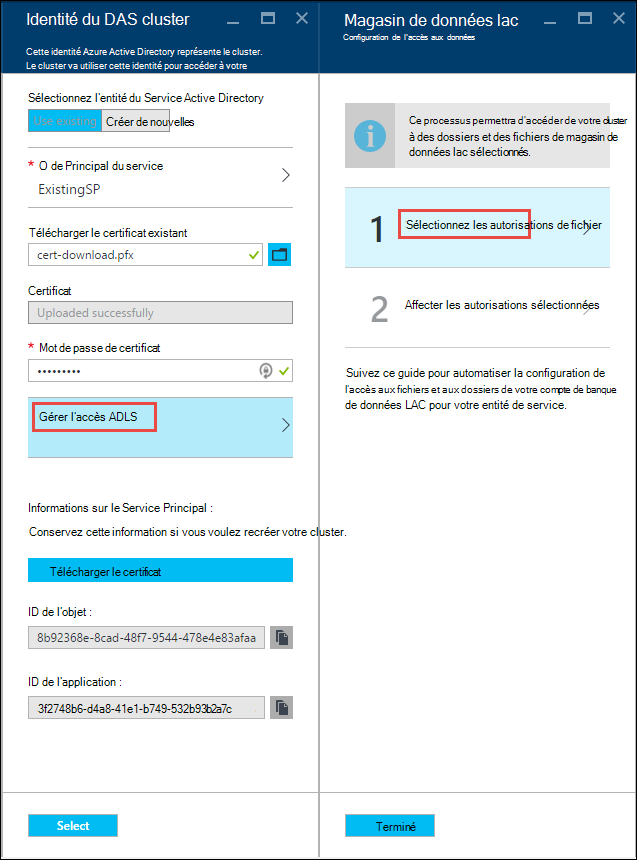 Identité du DAS cluster
Cette identité Azure Active Directory représente le cluster.
Le cluster va utiliser cette identité pour accéder à votre
Sélectionnez l'entité du Service Active Directory
Use existing Créer de nouvelles
* O de Principal du service
ExistingSP
Télécharger le certificat existant
cert-download.pfx
Certificat
Uploaded successfully
* Mot de passe de certificat
•••••••••
Gérer l'accès ADLS
Informations sur le Service Principal :
Conservez cette information si vous voulez recréer votre cluster.
Télécharger le certificat
ID de l'objet :
8b92368e-8cad-48f7-9544-478e4e83afaa
ID de l'application :
3f2748b6-d4a8-41e1-b749-532b93b2a7c
Select
Magasin de données lac
Configuration de l'accès aux données
Ce processus permettra d'accéder de votre cluster
à des dossiers et des fichiers de magasin de
données lac sélectionnés.
1 Sélectionnez les autorisations de fichier
2 Affecter les autorisations sélectionnées
Suivez ce guide pour automatiser la configuration de
l'accès aux fichiers et aux dossiers de votre compte de banque
de données LAC pour votre entité de service.
Terminé